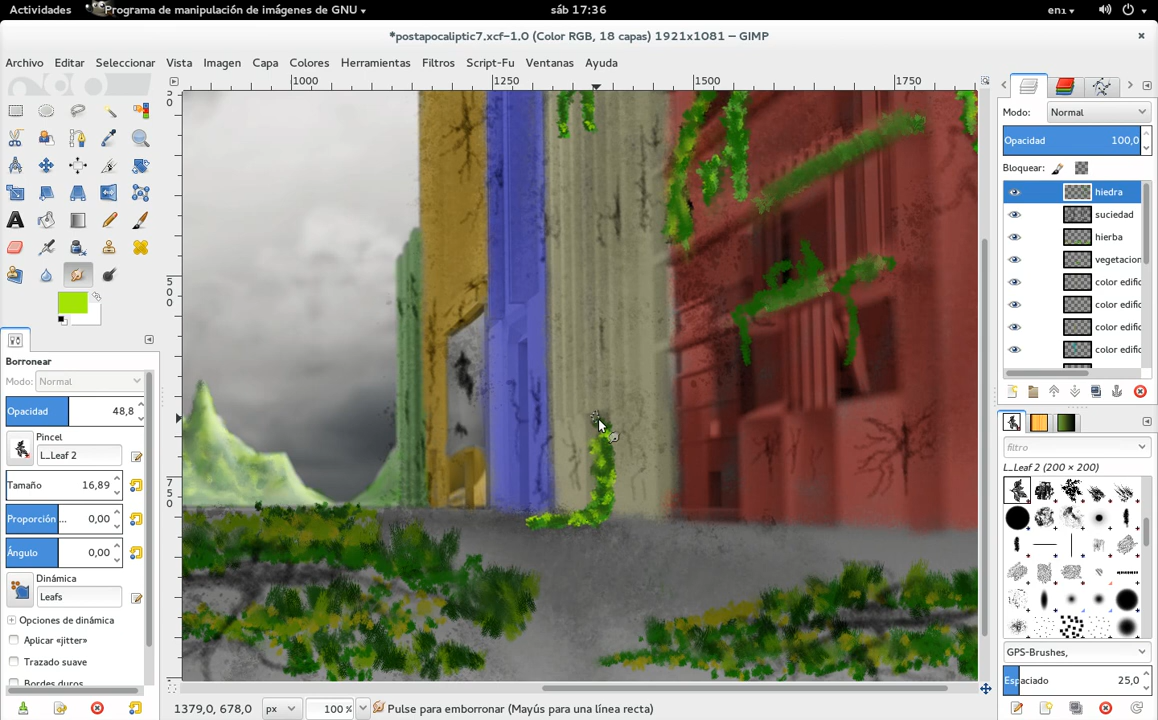 Actividades Programa de manipulación de imágenes de GNU sáb 17:36 en1
*postapocaliptic7.xcf-1.0 (Color RGB, 18 capas) 1921x1081 – GIMP ×
Archivo Editar Seleccionar Vista Imagen Capa Colores Herramientas Filtros Script-Fu Ventanas Ayuda
1000 1250 1500 1750
500
750
Modo: Normal
Opacidad 100,0
Bloquear:
hiedra
suciedad
hierba
vegetacion
color edific
color edific
color edific
color edific
Borronear
Modo: Normal
Opacidad 48,8
Pincel
L_Leaf 2
Tamaño 16,89
Proporción ... 0,00
Ángulo 0,00
Dinámica
Leafs
Opciones de dinámica
Aplicar «jitter»
Trazado suave
Bordes duros
filtro
L_Leaf 2 (200 × 200)
GPS-Brushes,
Espaciado 25,0
1379,0, 678,0 px 100 % Pulse para emborronar (Mayús para una línea recta)